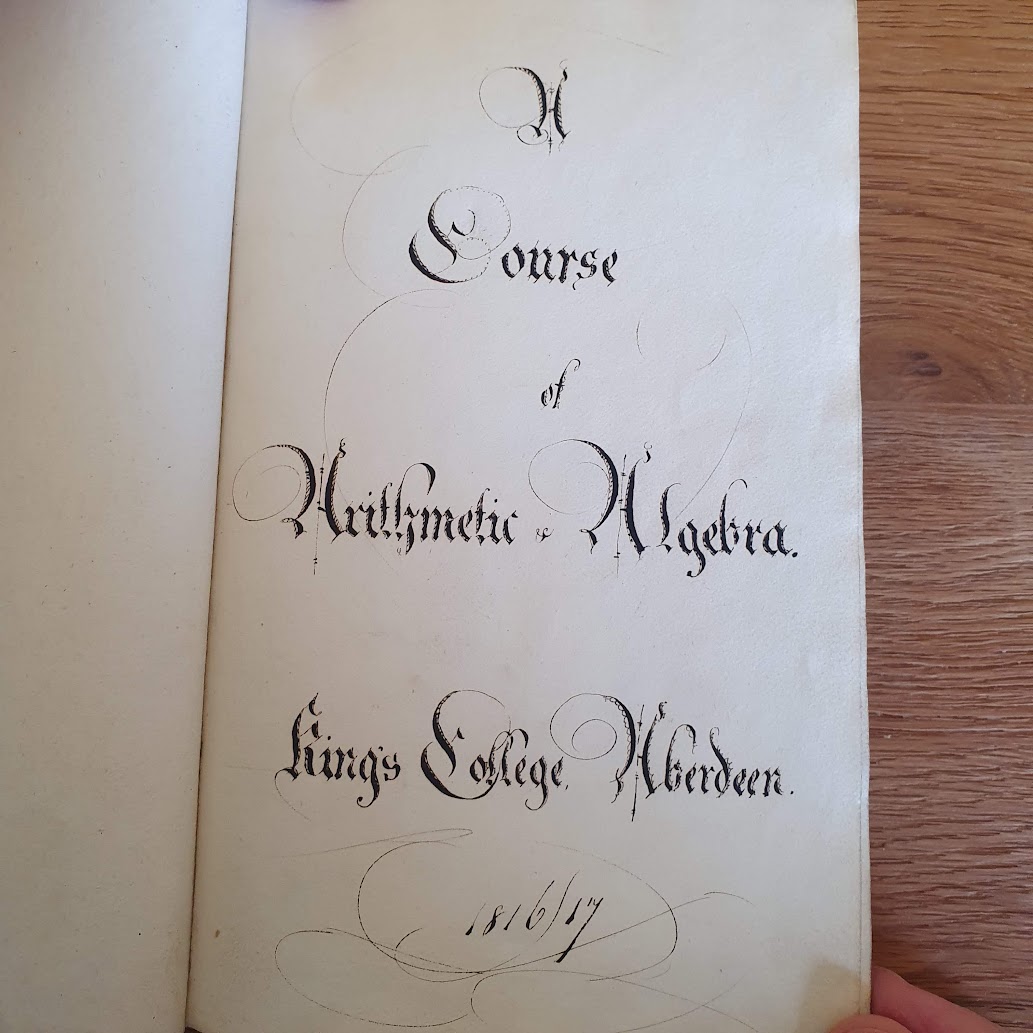 A
Course
of
Arithmetic & Algebra.
King's College, Aberdeen.
1816/17